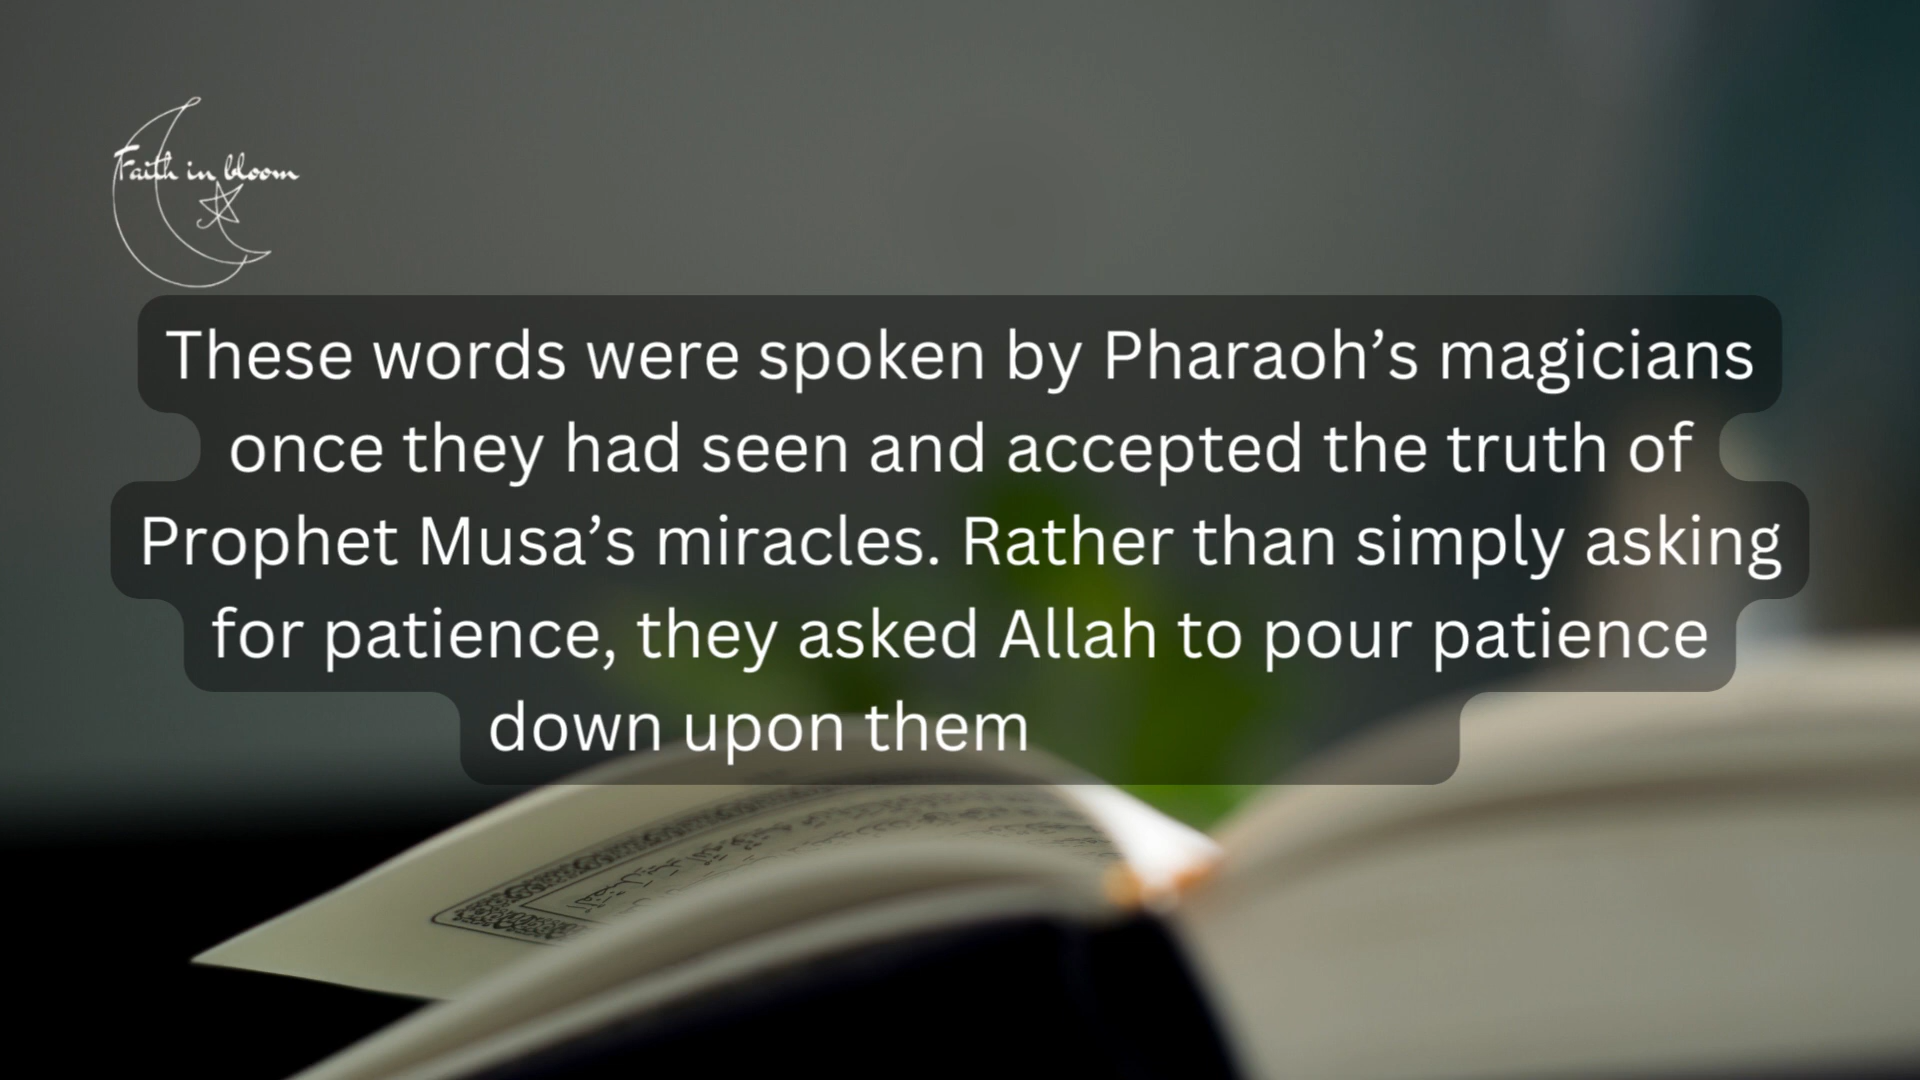 Faith in bloom
These words were spoken by Pharaoh’s magicians
once they had seen and accepted the truth of
Prophet Musa’s miracles. Rather than simply asking
for patience, they asked Allah to pour patience
down upon them